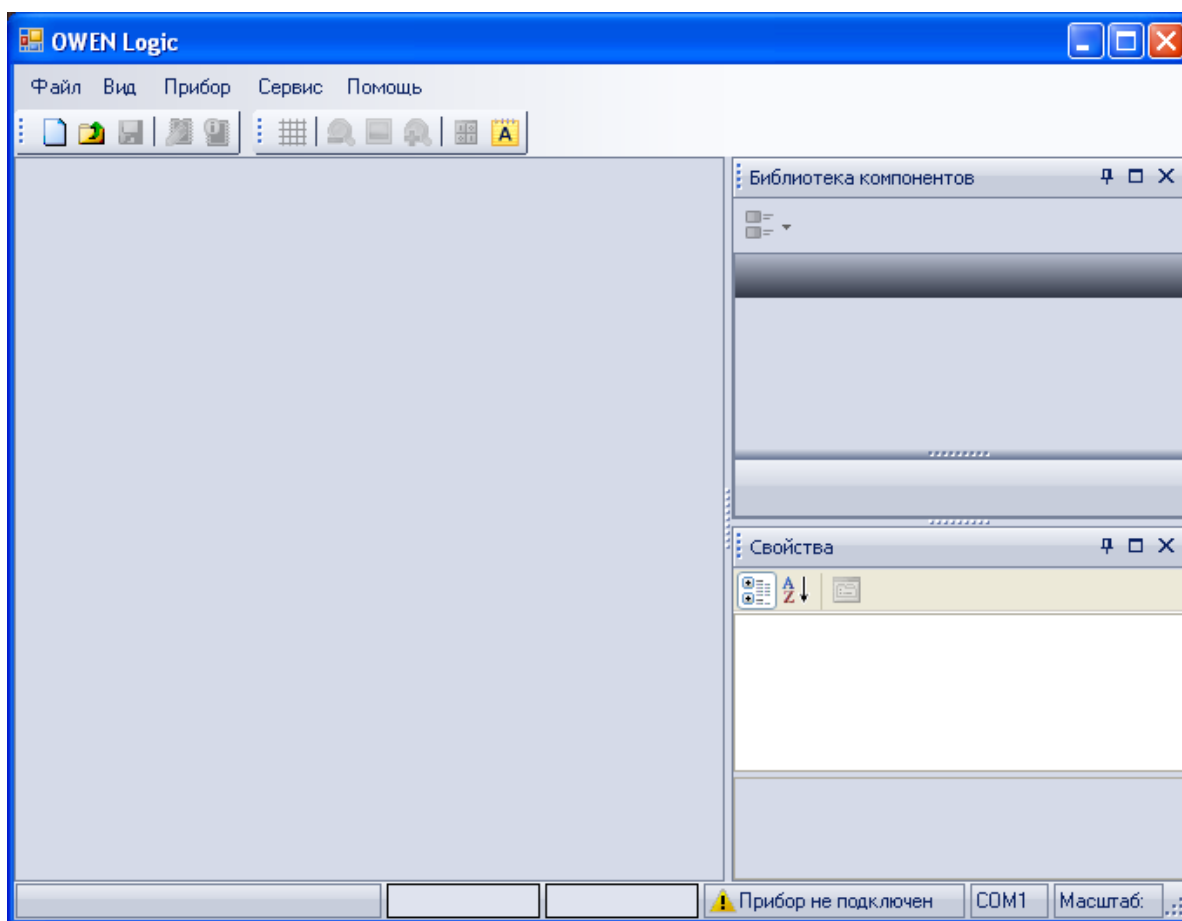 OWEN Logic
Файл Вид Прибор Сервис Помощь
A
Библиотека компонентов
Свойства
A
Z
Прибор не подключен COM1 Масштаб: